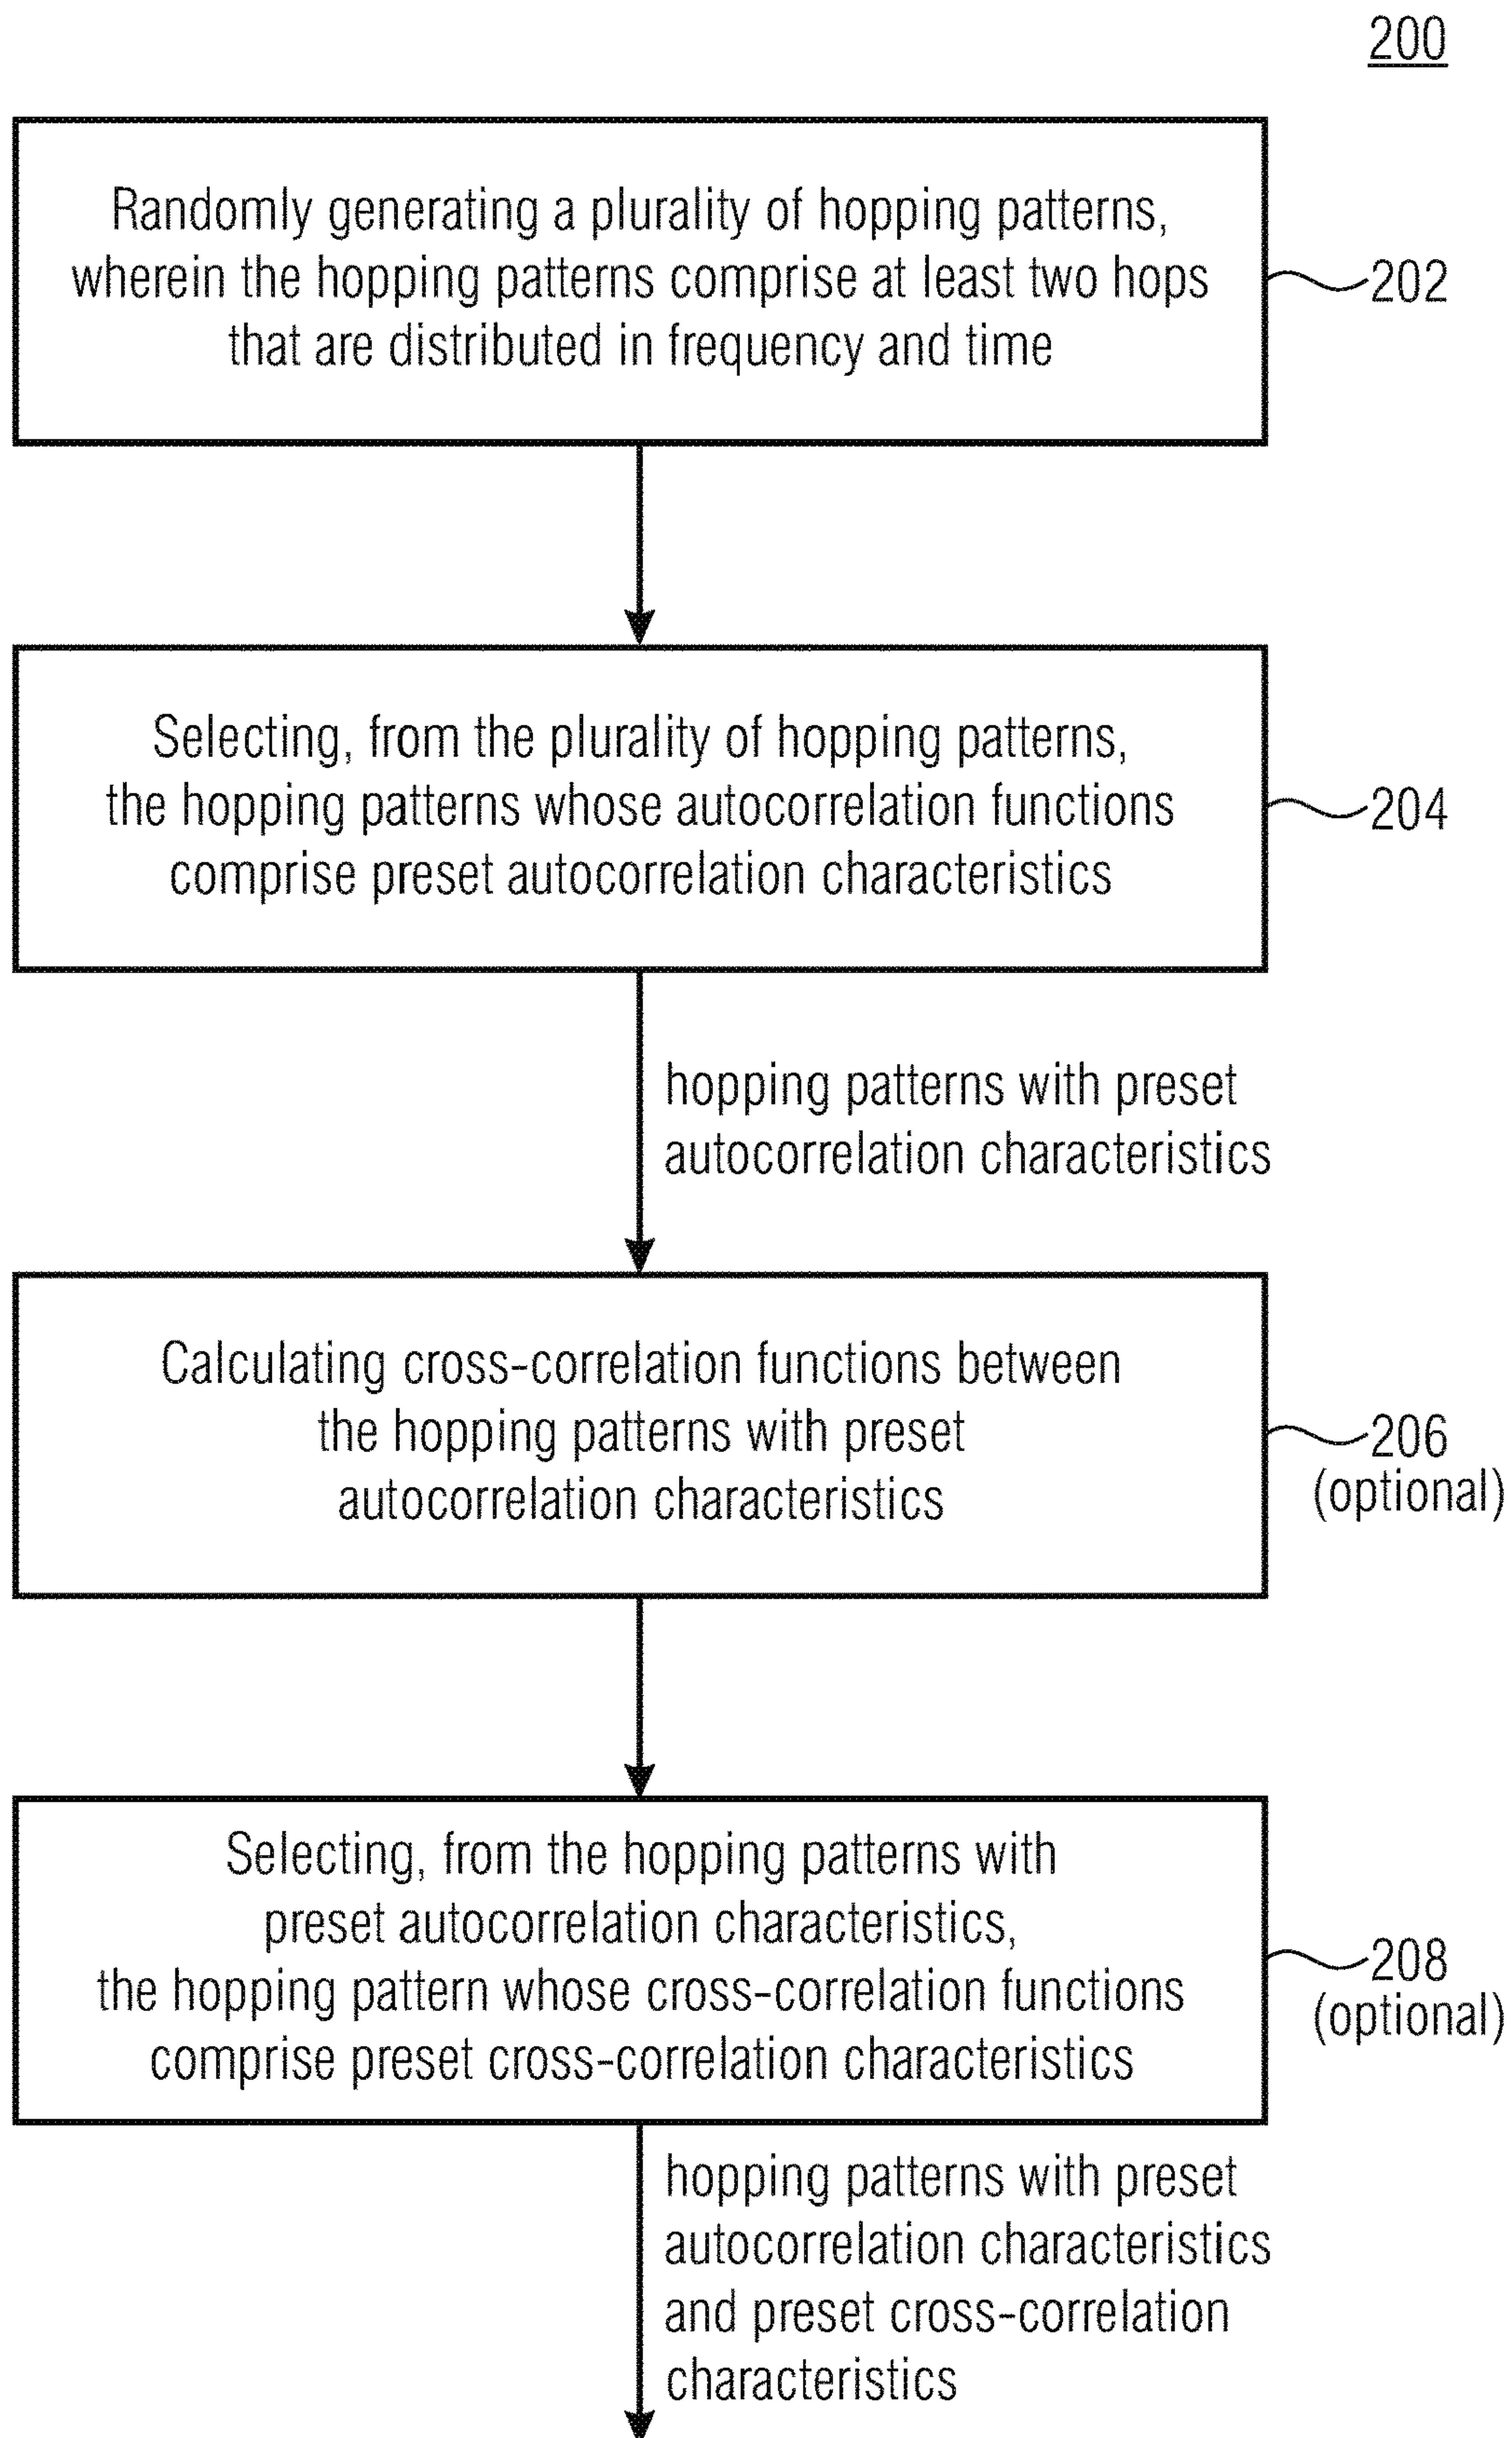 200
Randomly generating a plurality of hopping patterns,
wherein the hopping patterns comprise at least two hops
that are distributed in frequency and time
202
Selecting, from the plurality of hopping patterns,
the hopping patterns whose autocorrelation functions
comprise preset autocorrelation characteristics
204
hopping patterns with preset
autocorrelation characteristics
Calculating cross-correlation functions between
the hopping patterns with preset
autocorrelation characteristics
206
(optional)
Selecting, from the hopping patterns with
preset autocorrelation characteristics,
the hopping pattern whose cross-correlation functions
comprise preset cross-correlation characteristics
208
(optional)
hopping patterns with preset
autocorrelation characteristics
and preset cross-correlation
characteristics